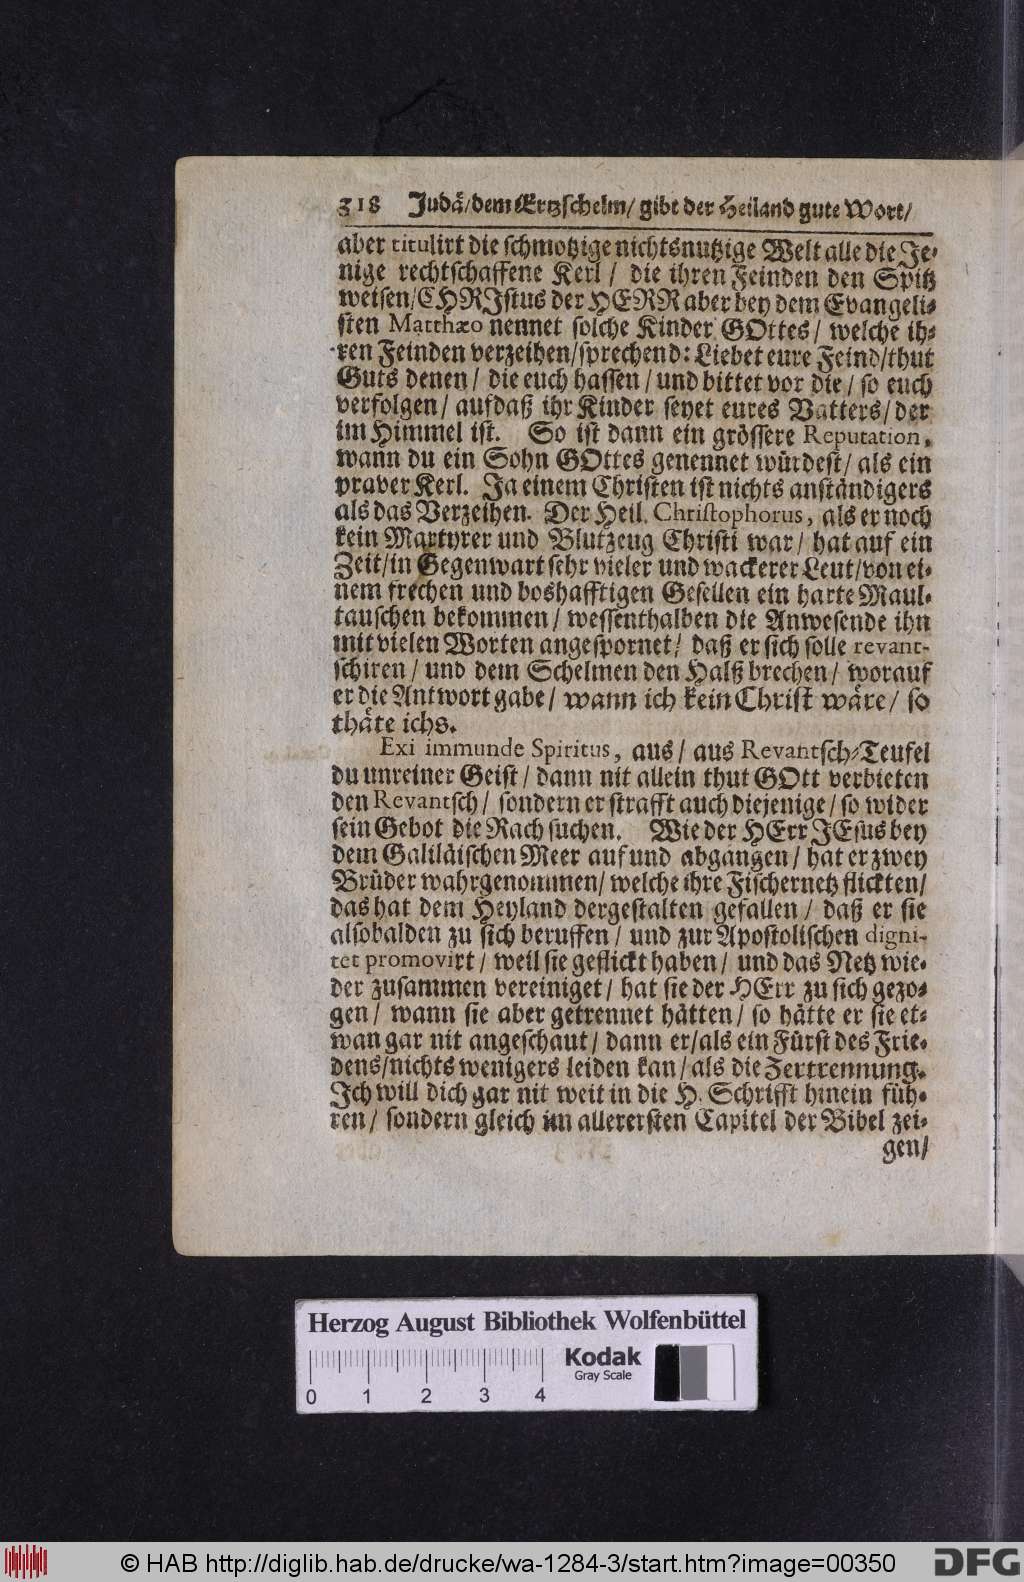 318 Judä/dem Ertzschelm/ gibt der Heiland gute Wort/
aber titulirt die schmotzige nichtsnutzige Welt alle die Je-
nige rechtschaffene Kerl / die ihren Feinden den Spitz
weisen/CHRIstus der HERR aber bey dem Evangeli-
sten Matthæo nennet solche Kinder GOttes / welche ih-
ren Feinden verzeihen/sprechend: Liebet eure Feind/thut
Guts denen / die euch hassen / und bittet vor die / so euch
verfolgen / aufdaß ihr Kinder seyet eures Vatters / der
im Himmel ist. So ist dann ein grössere Reputation,
wann du ein Sohn GOttes genennet würdest / als ein
praver Kerl. Ja einem Christen ist nichts anständigers
als das Verzeihen. Der Heil. Christophorus, als er noch
kein Martyrer und Blutzeug Christi war / hat auf ein
Zeit/in Gegenwart sehr vieler und wackerer Leut/von ei-
nem frechen und boshafftigen Gesellen ein harte Maul-
tauschen bekommen / wessenthalben die Anwesende ihn
mit vielen Worten angespornet / daß er sich solle revant-
schiren / und dem Schelmen den Halß brechen / worauf
er die Antwort gabe / wann ich kein Christ wäre / so
thäte ichs.
Exi immunde Spiritus, aus / aus Revantsch-Teufel
du unreiner Geist / dann nit allein thut GOtt verbieten
den Revantsch / sondern er strafft auch diejenige / so wider
sein Gebot die Rach suchen. Wie der HErr JEsus bey
dem Galiläischen Meer auf und abgangen / hat er zwey
Brüder wahrgenommen/ welche ihre Fischernetz flickten/
das hat dem Heyland dergestalten gefallen / daß er sie
alsobalden zu sich beruffen / und zur Apostolischen digni-
tet promovirt / weil sie geflickt haben / und das Netz wie-
der zusammen vereiniget / hat sie der HErr zu sich gezo-
gen / wann sie aber getrennet hätten / so hätte er sie et-
wan gar nit angeschaut / dann er/als ein Fürst des Frie-
dens/nichts wenigers leiden kan / als die Zertrennung.
Ich will dich gar nit weit in die H. Schrifft hinein füh-
ren / sondern gleich im allerersten Capitel der Bibel zei-
gen/
Herzog August Bibliothek Wolfenbüttel
Kodak
Gray Scale
0 1 2 3 4
© HAB http://diglib.hab.de/drucke/wa-1284-3/start.htm?image=00350
DFG